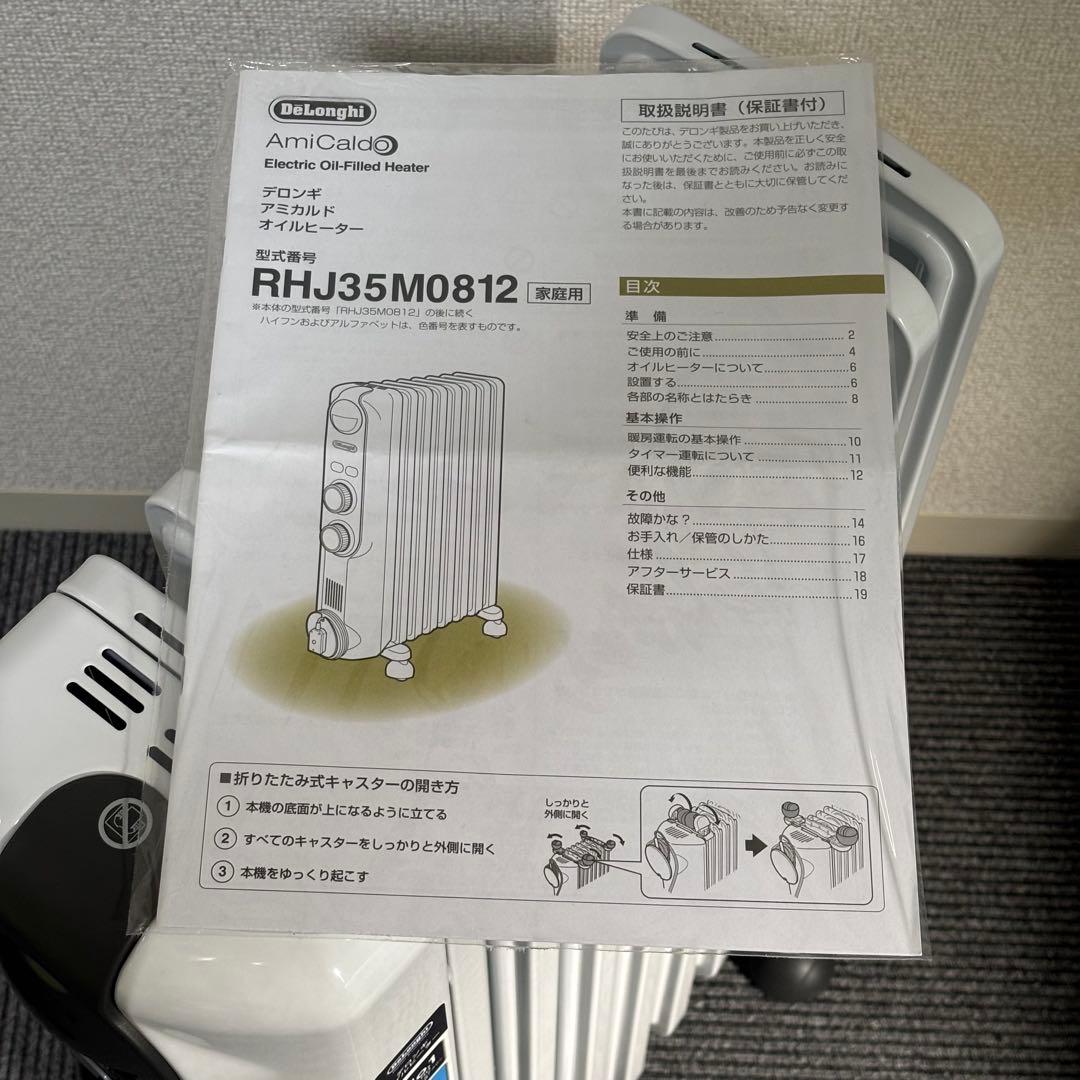 DeLonghi
AmiCaldo
Electric Oil-Filled Heater
デロンギ
アミカルド
オイルヒーター
型式番号
RHJ35M0812 家庭用
※本体の型式番号「RHJ35M0812」の後に続く
ハイフンおよびアルファベットは、色番号を表すものです。
取扱説明書（保証書付）
このたびは、デロンギ製品をお買い上げいただき、
誠にありがとうございます。本製品を正しく安全
にお使いいただくために、ご使用前に必ずこの取
扱説明書を最後までお読みください。お読みに
なった後は、保証書とともに大切に保管してくだ
さい。
本書に記載の内容は、改善のため予告なく変更す
る場合があります。
目次
準 備
安全上のご注意 2
ご使用の前に 4
オイルヒーターについて 6
設置する 6
各部の名称とはたらき 8
基本操作
暖房運転の基本操作 10
タイマー運転について 11
便利な機能 12
その他
故障かな？ 14
お手入れ／保管のしかた 16
仕様 17
アフターサービス 18
保証書 19
DeLonghi
■折りたたみ式キャスターの開き方
① 本機の底面が上になるように立てる
② すべてのキャスターをしっかりと外側に開く
③ 本機をゆっくり起こす
しっかりと
外側に開く
DeLonghi
デロンギ